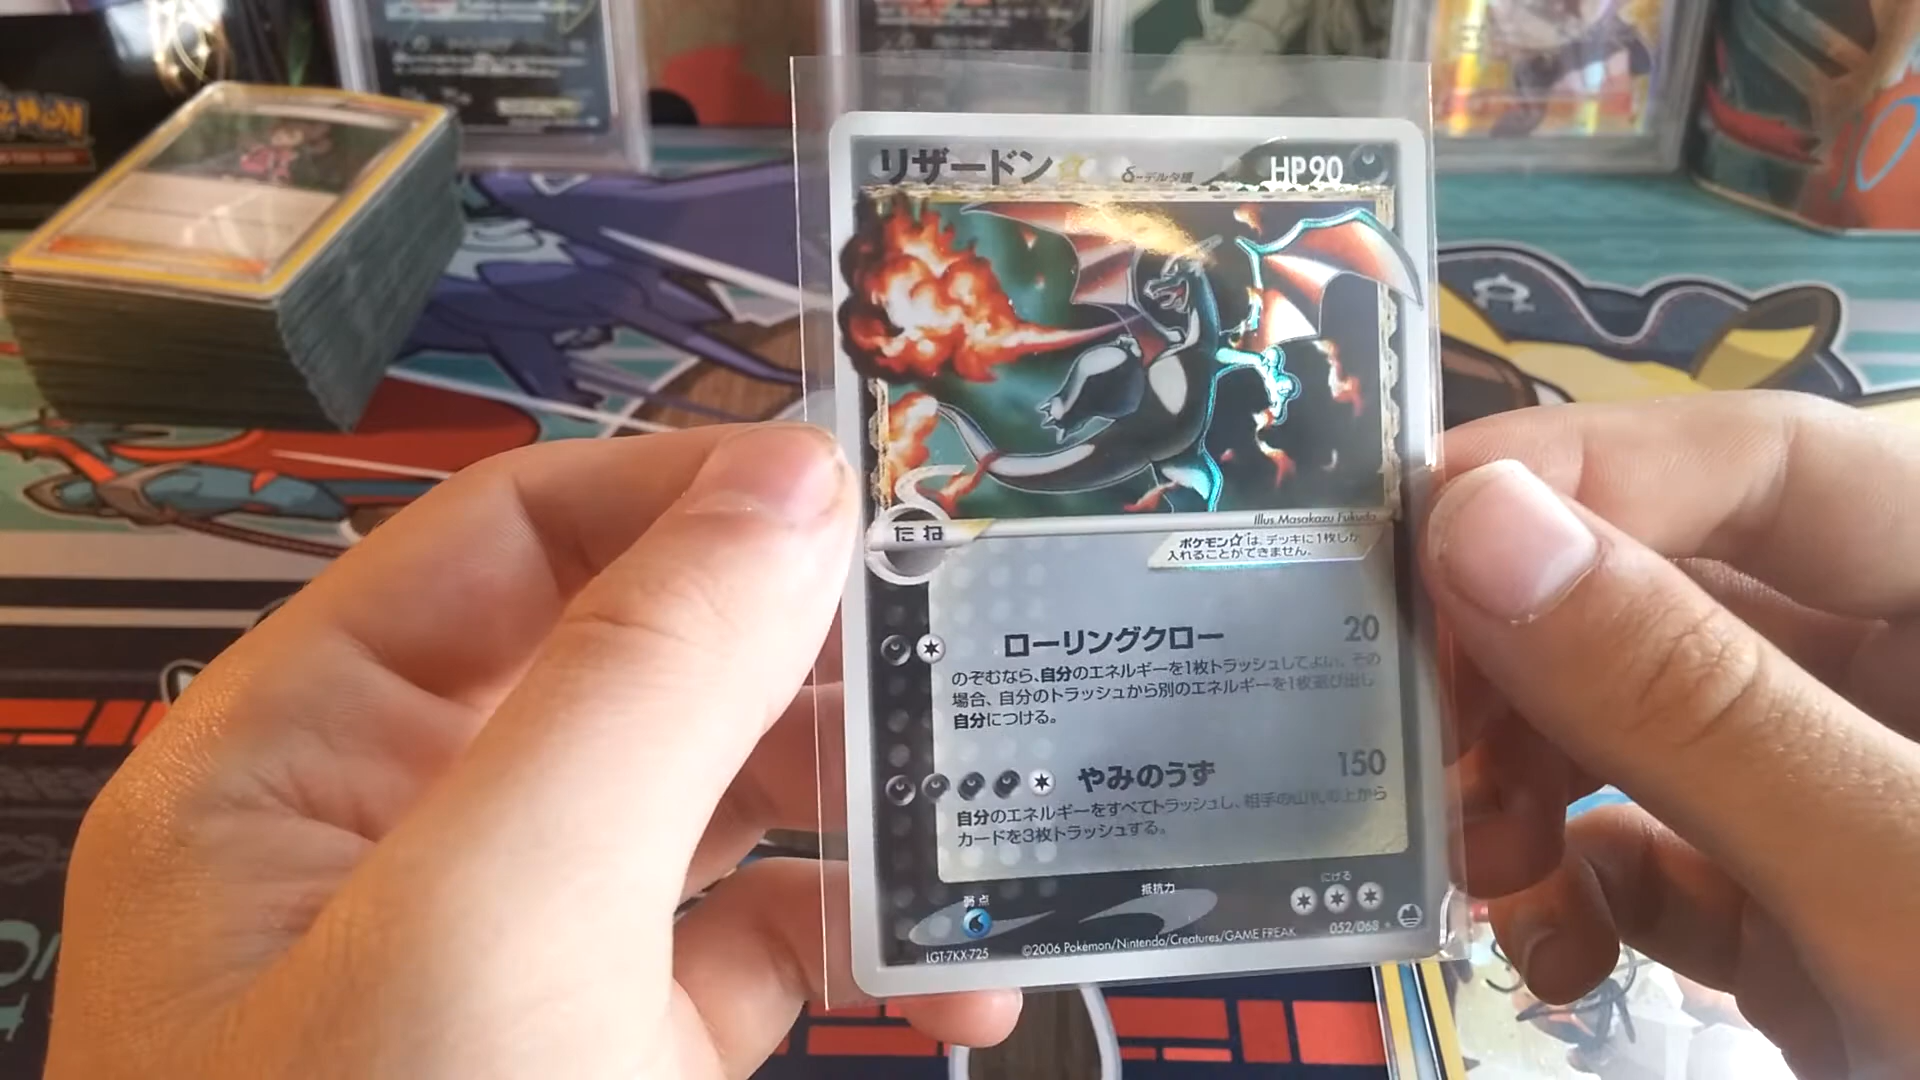 リザードン☆ δ-デルタ種 HP90
Illus. Masakazu Fukuda
たね
ポケモン☆は、デッキに1枚しか
入れることができません。
ローリングクロー 20
のぞむなら、自分のエネルギーを1枚トラッシュしてよい。その
場合、自分のトラッシュから別のエネルギーを1枚選び出し、
自分につける。
やみのうず 150
自分のエネルギーをすべてトラッシュし、相手の山札の上から
カードを3枚トラッシュする。
弱点 抵抗力 にげる
LGT-7KX-725 ©2006 Pokémon/Nintendo/Creatures/GAME FREAK 052/068